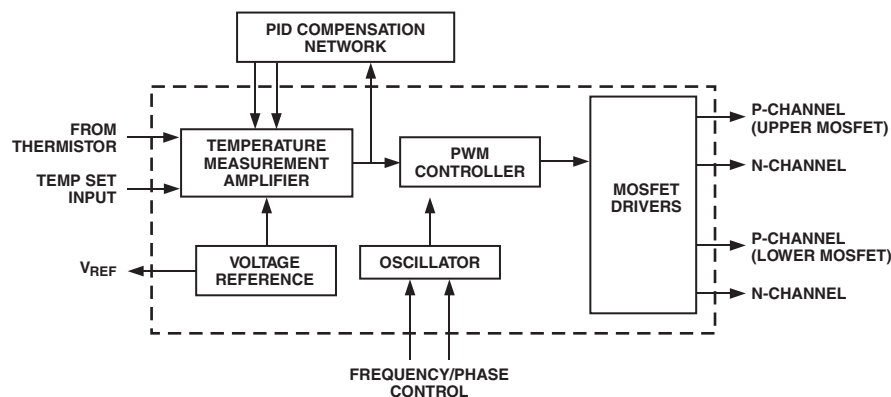 PID COMPENSATION
NETWORK
FROM
THERMISTOR
TEMP SET
INPUT
TEMPERATURE
MEASUREMENT
AMPLIFIER
PWM
CONTROLLER
MOSFET
DRIVERS
P-CHANNEL
(UPPER MOSFET)
N-CHANNEL
P-CHANNEL
(LOWER MOSFET)
N-CHANNEL
VREF
VOLTAGE
REFERENCE
OSCILLATOR
FREQUENCY/PHASE
CONTROL